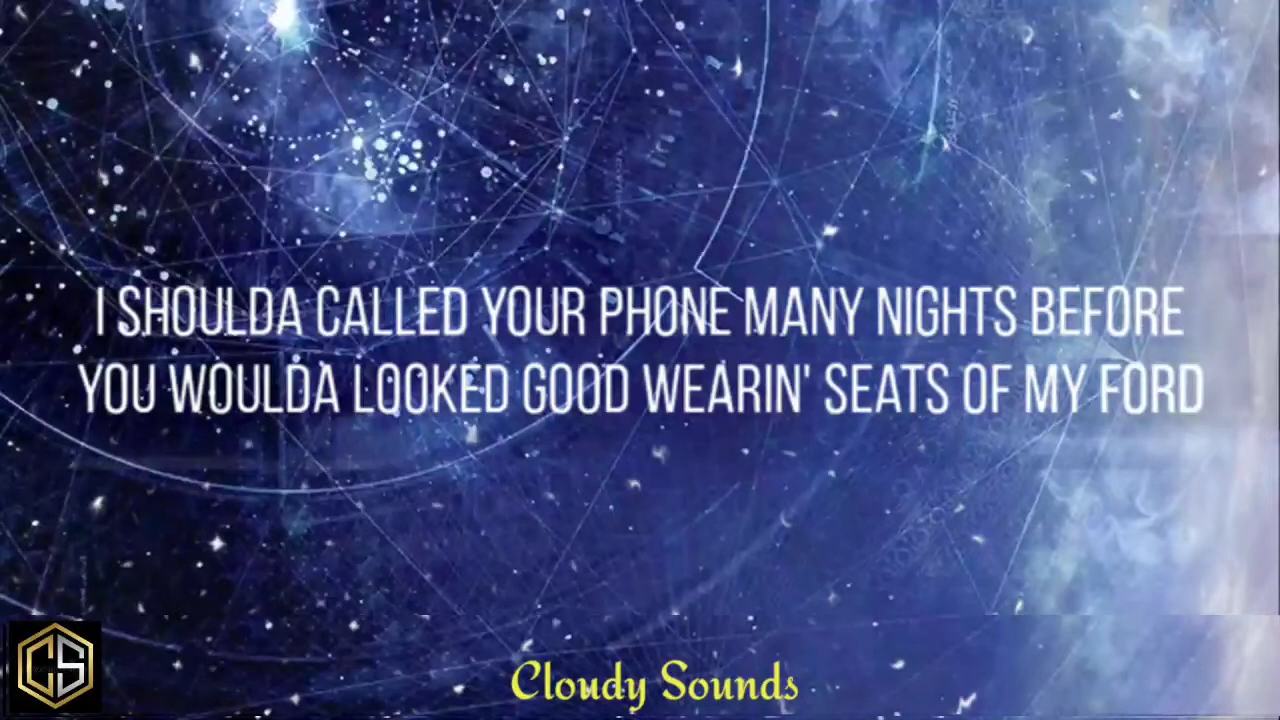 I SHOULDA CALLED YOUR PHONE MANY NIGHTS BEFORE
YOU WOULDA LOOKED GOOD WEARIN' SEATS OF MY FORD
CS
Cloudy Sounds